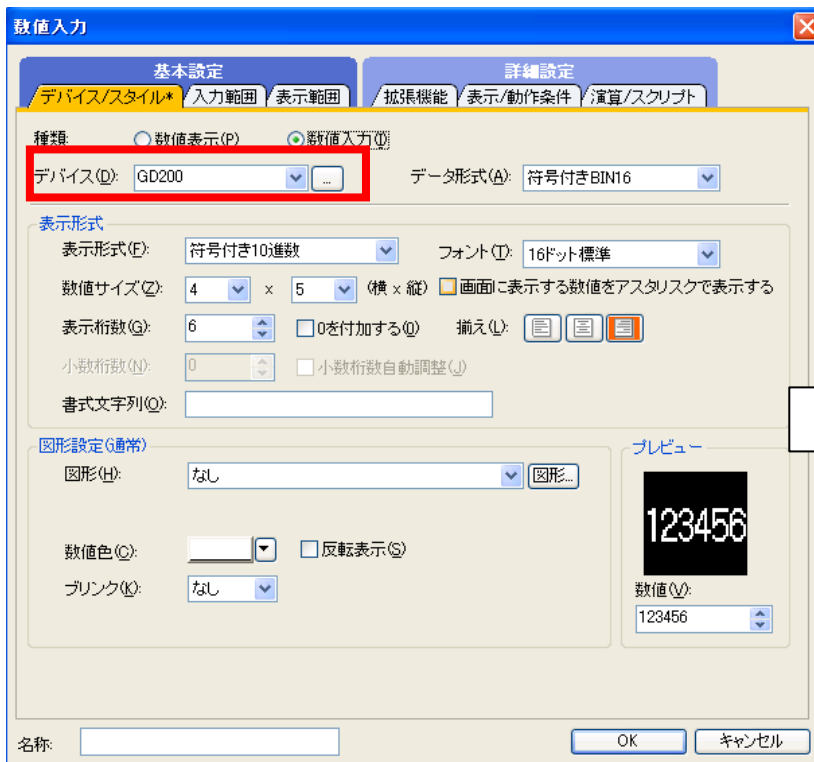 数値入力
基本設定 詳細設定
デバイス/スタイル* 入力範囲 表示範囲 拡張機能 表示/動作条件 演算/スクリプト
種類: 数値表示(P) 数値入力(I)
デバイス(D): GD200 ... データ形式(A): 符号付きBIN16
表示形式
表示形式(F): 符号付き10進数 フォント(T): 16ドット標準
数値サイズ(Z): 4 x 5 (横 x 縦) 画面に表示する数値をアスタリスクで表示する
表示桁数(G): 6 0を付加する(0) 揃え(L):
小数桁数(N): 0 小数桁数自動調整(J)
書式文字列(O):
図形設定(通常)
図形(H): なし 図形...
数値色(C): 反転表示(S)
ブリンク(K): なし
プレビュー
123456
数値(V):
123456
名称:
OK キャンセル